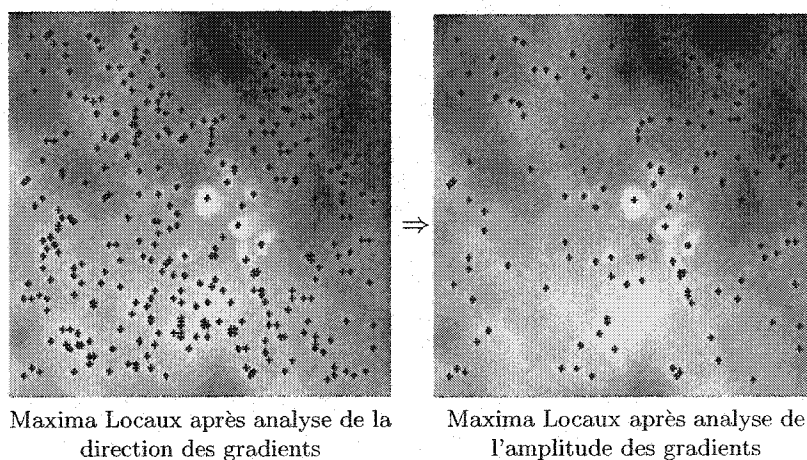 ⇒
Maxima Locaux après analyse de la
direction des gradients
Maxima Locaux après analyse de
l'amplitude des gradients